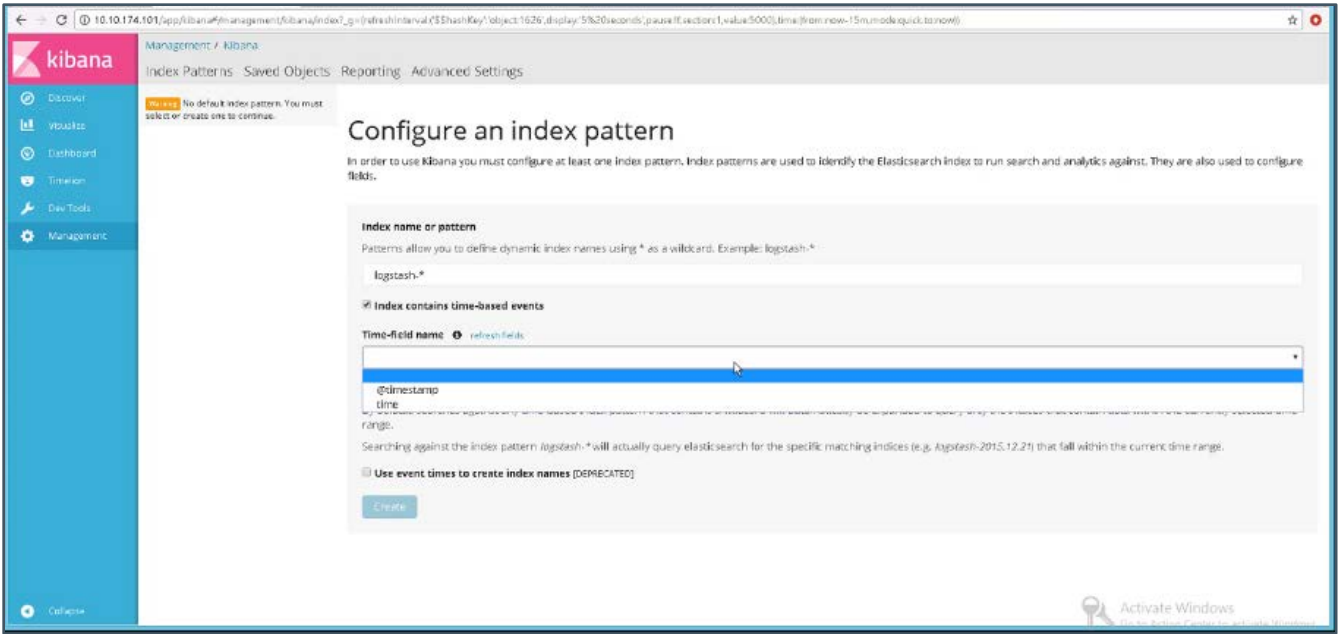 10.10.174.101/app/kibana#/management/kibana/index?_g=(refreshInterval:('$$hashKey':'object:1626',display:'5%20seconds',pause:!f,section:1,value:5000),time:(from:now-15m,mode:quick,to:now))
kibana
Management / Kibana
Index Patterns Saved Objects Reporting Advanced Settings
Discover
Visualize
Dashboard
Timelion
Dev Tools
Management
Collapse
Warning No default index pattern. You must
select or create one to continue.
Configure an index pattern
In order to use Kibana you must configure at least one index pattern. Index patterns are used to identify the Elasticsearch index to run search and analytics against. They are also used to configure
fields.
Index name or pattern
Patterns allow you to define dynamic index names using * as a wildcard. Example: logstash-*
logstash-*
Index contains time-based events
Time-field name refresh fields
@timestamp
time
range.
Searching against the index pattern logstash-* will actually query elasticsearch for the specific matching indices (e.g. logstash-2015.12.21) that fall within the current time range.
Use event times to create index names [DEPRECATED]
Create
Activate Windows
Go to Action Center to activate Windows.